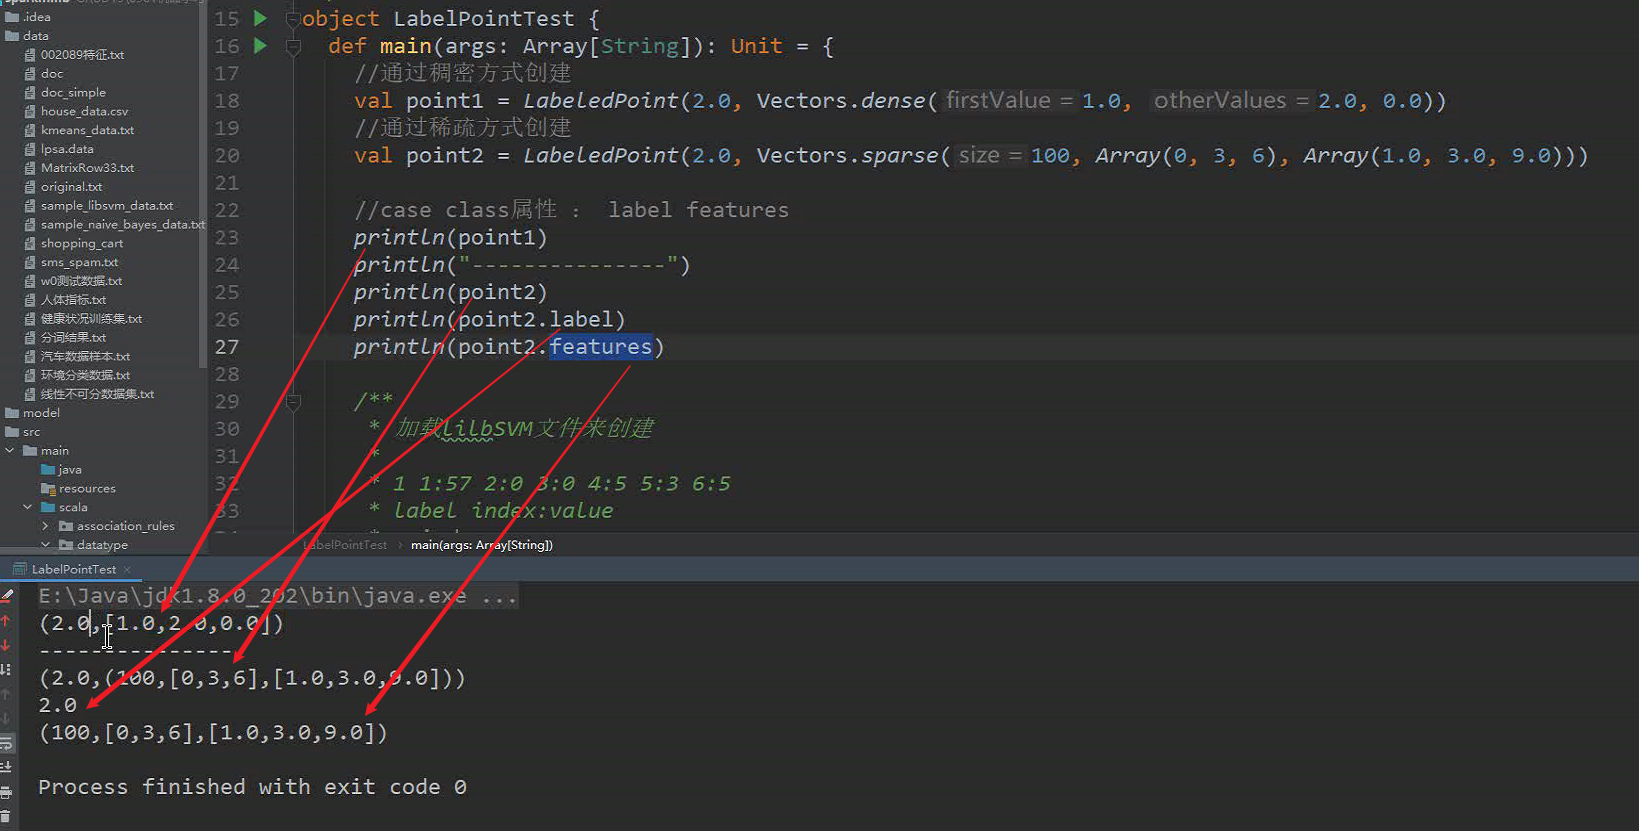 .idea
data
002089特征.txt
doc
doc_simple
house_data.csv
kmeans_data.txt
lpsa.data
MatrixRow33.txt
original.txt
sample_libsvm_data.txt
sample_naive_bayes_data.txt
shopping_cart
sms_spam.txt
w0测试数据.txt
人体指标.txt
健康状况训练集.txt
分词结果.txt
汽车数据样本.txt
环境分类数据.txt
线性不可分数据集.txt
model
src
main
java
resources
scala
association_rules
datatype
15 object LabelPointTest {
16 def main(args: Array[String]): Unit = {
17 //通过稠密方式创建
18 val point1 = LabeledPoint(2.0, Vectors.dense( firstValue = 1.0, otherValues = 2.0, 0.0))
19 //通过稀疏方式创建
20 val point2 = LabeledPoint(2.0, Vectors.sparse( size = 100, Array(0, 3, 6), Array(1.0, 3.0, 9.0)))
21
22 //case class属性 : label features
23 println(point1)
24 println("---------------")
25 println(point2)
26 println(point2.label)
27 println(point2.features)
28
29 /**
30 * 加载lilbSVM文件来创建
31 *
32 * 1 1:57 2:0 3:0 4:5 5:3 6:5
33 * label index:value
LabelPointTest › main(args: Array[String])
LabelPointTest ×
E:\Java\jdk1.8.0_202\bin\java.exe ...
(2.0,[1.0,2.0,0.0])
---------------
(2.0,(100,[0,3,6],[1.0,3.0,9.0]))
2.0
(100,[0,3,6],[1.0,3.0,9.0])
Process finished with exit code 0